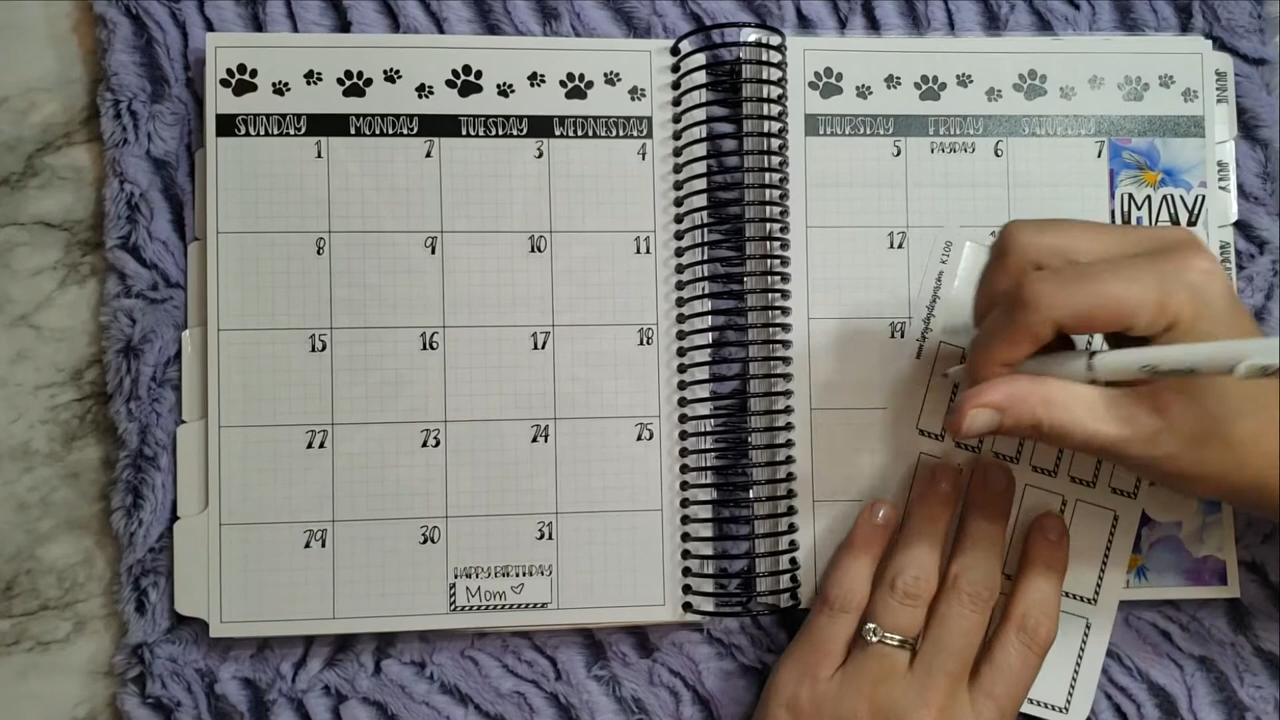 SUNDAY MONDAY TUESDAY WEDNESDAY THURSDAY FRIDAY SATURDAY
1 2 3 4 5 PAYDAY 6 7
MAY
8 9 10 11 12
15 16 17 18 19
22 23 24 25
29 30 31
HAPPY BIRTHDAY
Mom
K100
JUNE
JULY